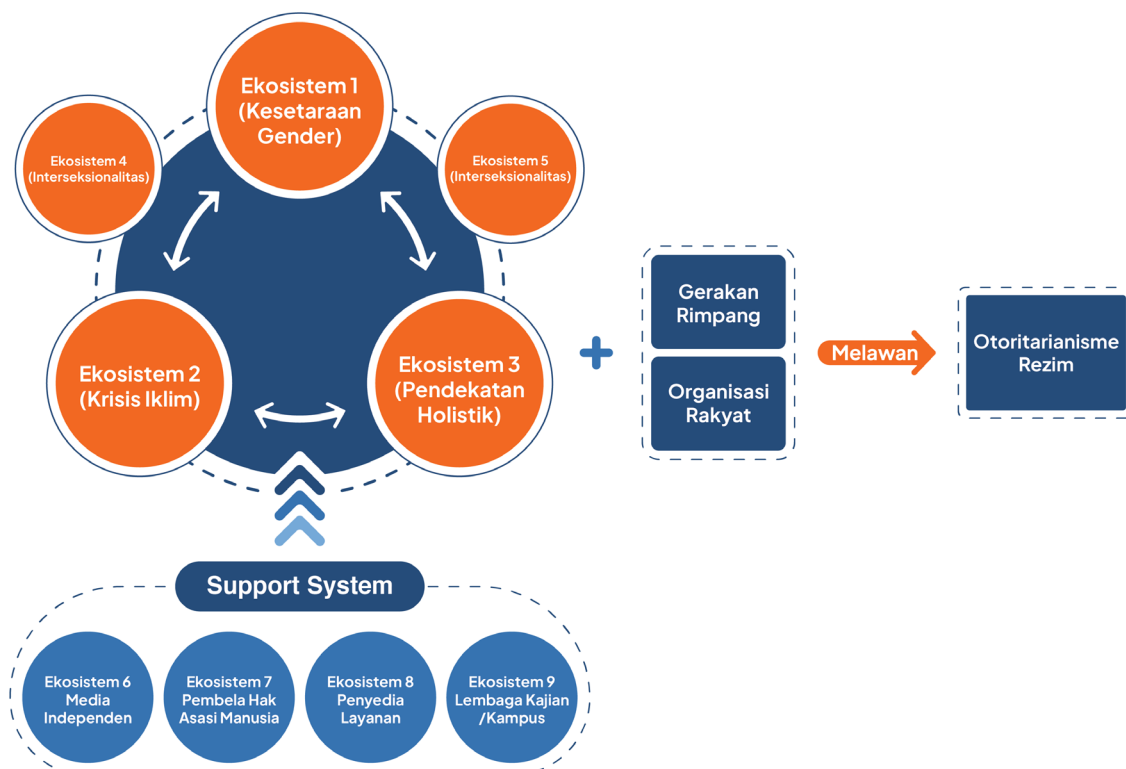 Ekosistem 1
(Kesetaraan
Gender)
Ekosistem 4
(Interseksionalitas)
Ekosistem 5
(Interseksionalitas)
Ekosistem 2
(Krisis Iklim)
Ekosistem 3
(Pendekatan
Holistik)
Gerakan
Rimpang
Organisasi
Rakyat
Melawan
Otoritarianisme
Rezim
Support System
Ekosistem 6
Media
Independen
Ekosistem 7
Pembela Hak
Asasi Manusia
Ekosistem 8
Penyedia
Layanan
Ekosistem 9
Lembaga Kajian
/Kampus